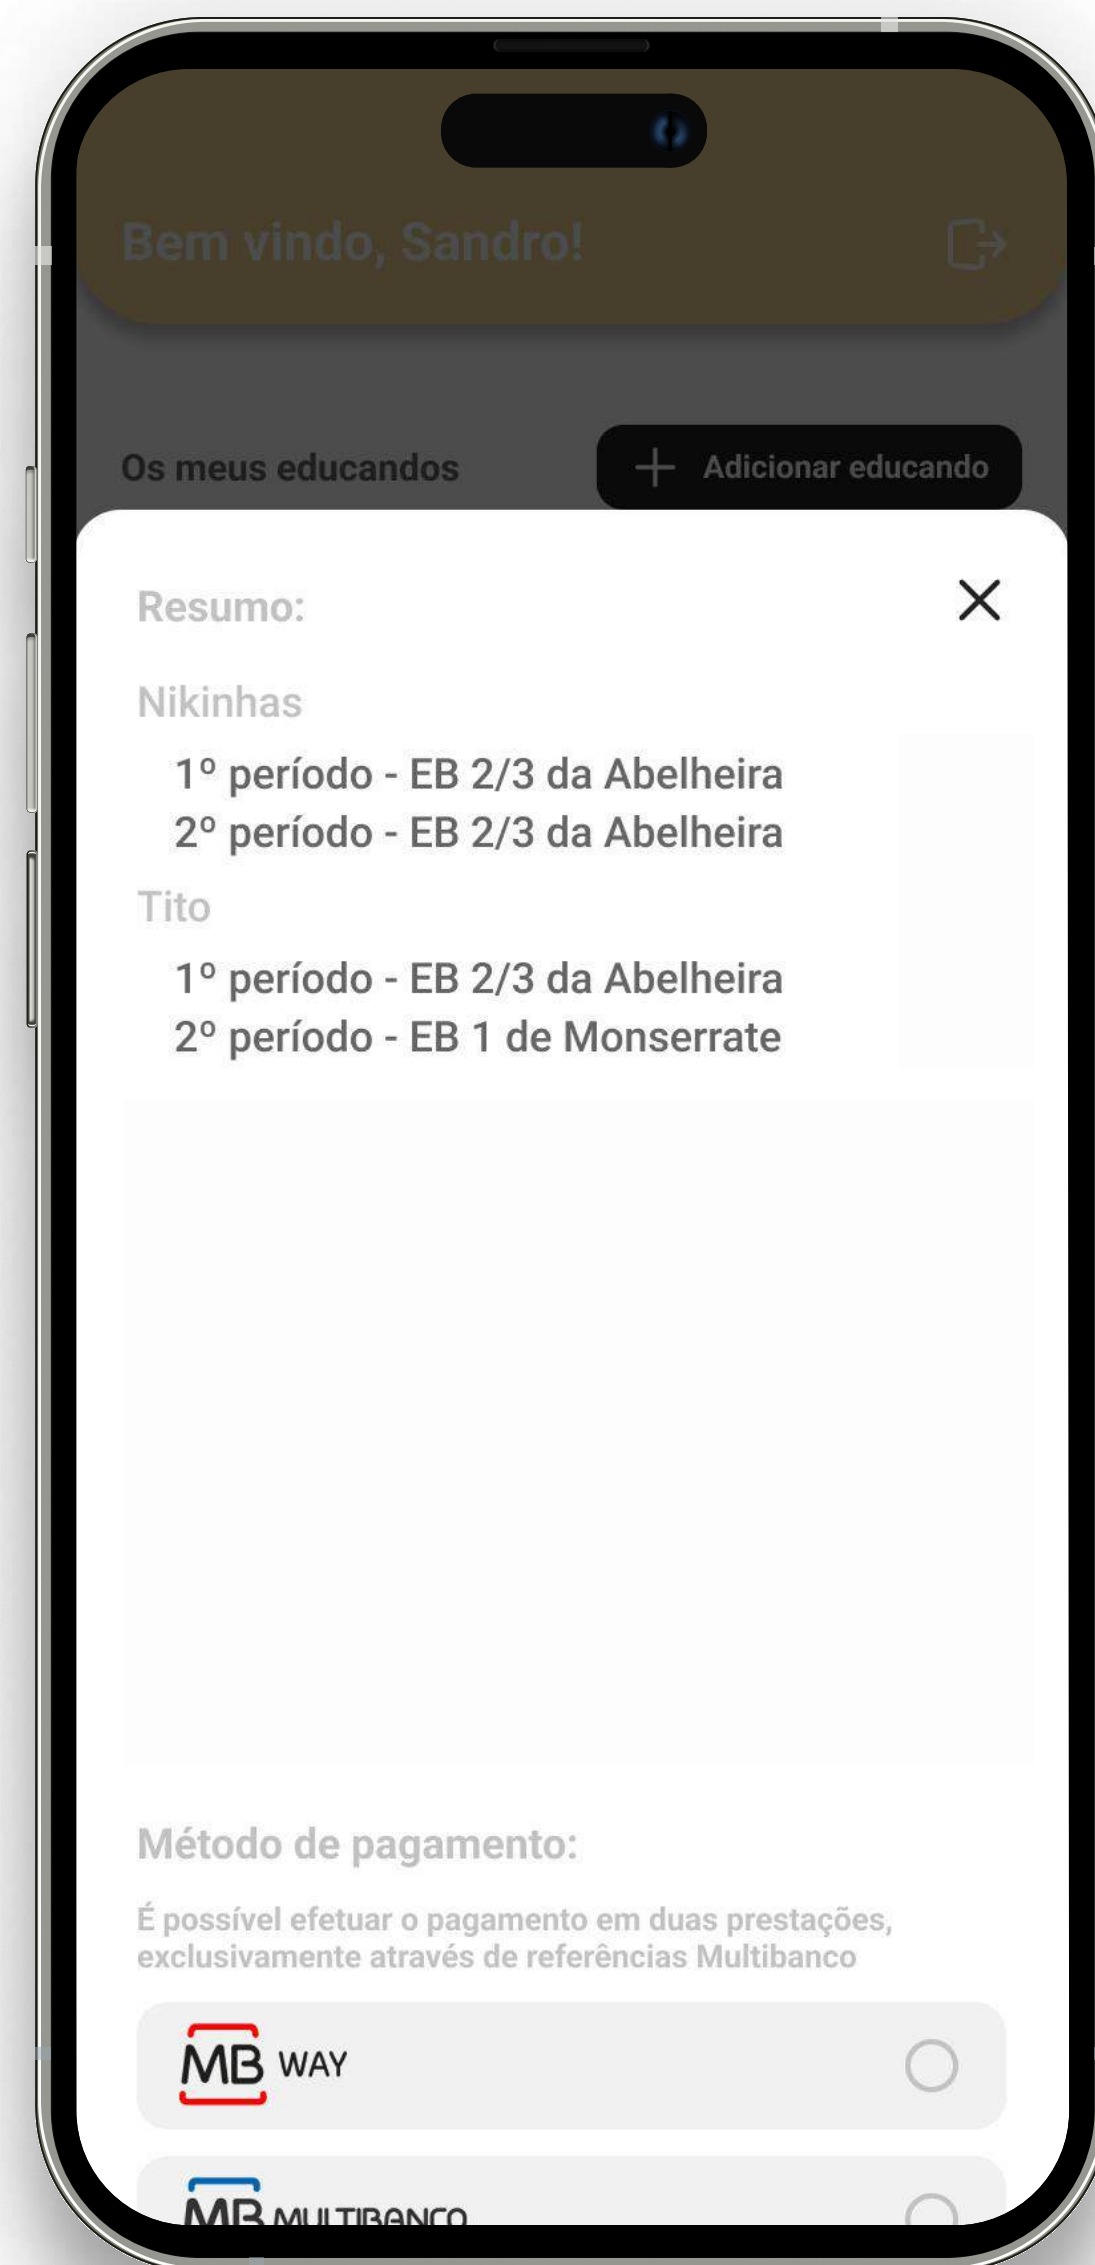 Bem vindo, Sandro!
Os meus educandos
Adicionar educando
Resumo:
Nikinhas
1º período - EB 2/3 da Abelheira
2º período - EB 2/3 da Abelheira
Tito
1º período - EB 2/3 da Abelheira
2º período - EB 1 de Monserrate
Método de pagamento:
É possível efetuar o pagamento em duas prestações,
exclusivamente através de referências Multibanco
MB WAY
MB MULTIBANCO